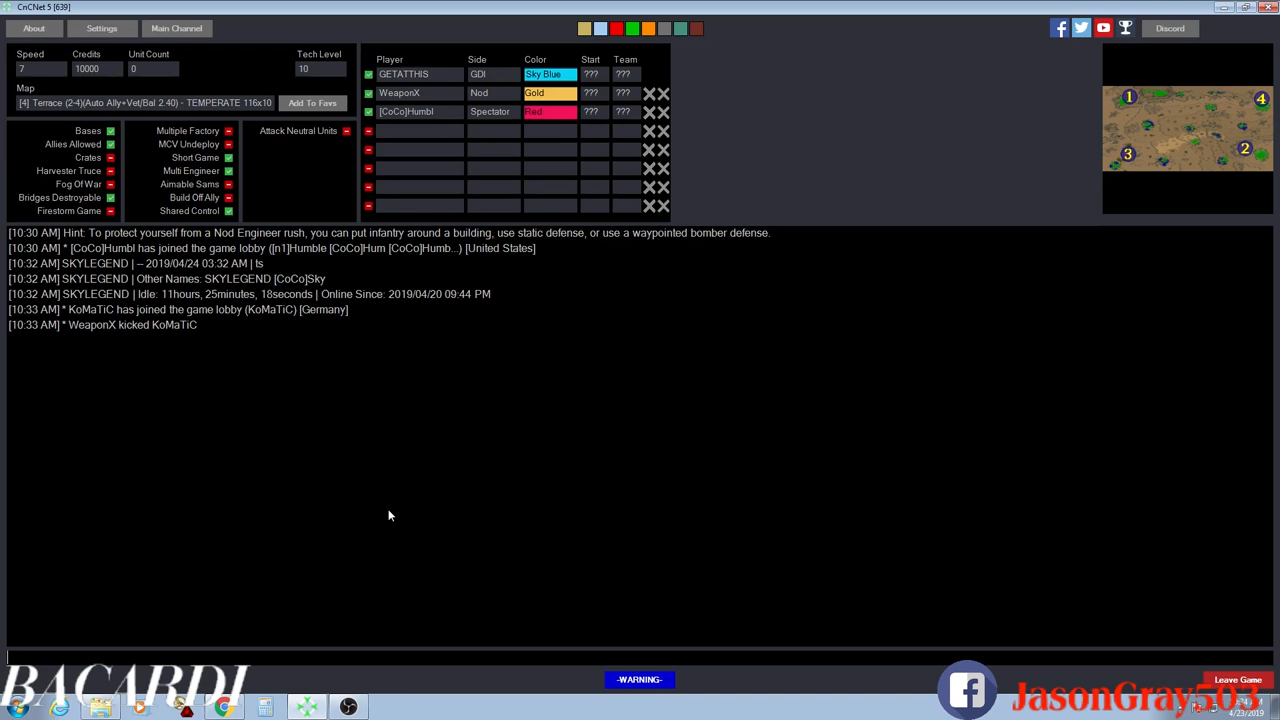 CnCNet 5 [639]
About
Settings
Main Channel
Discord
Speed
Credits
Unit Count
Tech Level
7
10000
0
10
Map
[4] Terrace (2-4)(Auto Ally+Vet/Bal 2.40) - TEMPERATE 116x10
Add To Favs
Bases
Allies Allowed
Crates
Harvester Truce
Fog Of War
Bridges Destroyable
Firestorm Game
Multiple Factory
MCV Undeploy
Short Game
Multi Engineer
Aimable Sams
Build Off Ally
Shared Control
Attack Neutral Units
Player Side Color Start Team
GETATTHIS GDI Sky Blue ??? ???
WeaponX Nod Gold ??? ???
[CoCo]Humbl Spectator Red ??? ???
1
4
3
2
[10:30 AM] Hint: To protect yourself from a Nod Engineer rush, you can put infantry around a building, use static defense, or use a waypointed bomber defense.
[10:30 AM] * [CoCo]Humbl has joined the game lobby ([n1]Humble [CoCo]Hum [CoCo]Humb...) [United States]
[10:32 AM] SKYLEGEND | -- 2019/04/24 03:32 AM | ts
[10:32 AM] SKYLEGEND | Other Names: SKYLEGEND [CoCo]Sky
[10:32 AM] SKYLEGEND | Idle: 11hours, 25minutes, 18seconds | Online Since: 2019/04/20 09:44 PM
[10:33 AM] * KoMaTiC has joined the game lobby (KoMaTiC) [Germany]
[10:33 AM] * WeaponX kicked KoMaTiC
-WARNING-
Leave Game
BACARDI
JasonGray503
4/23/2019